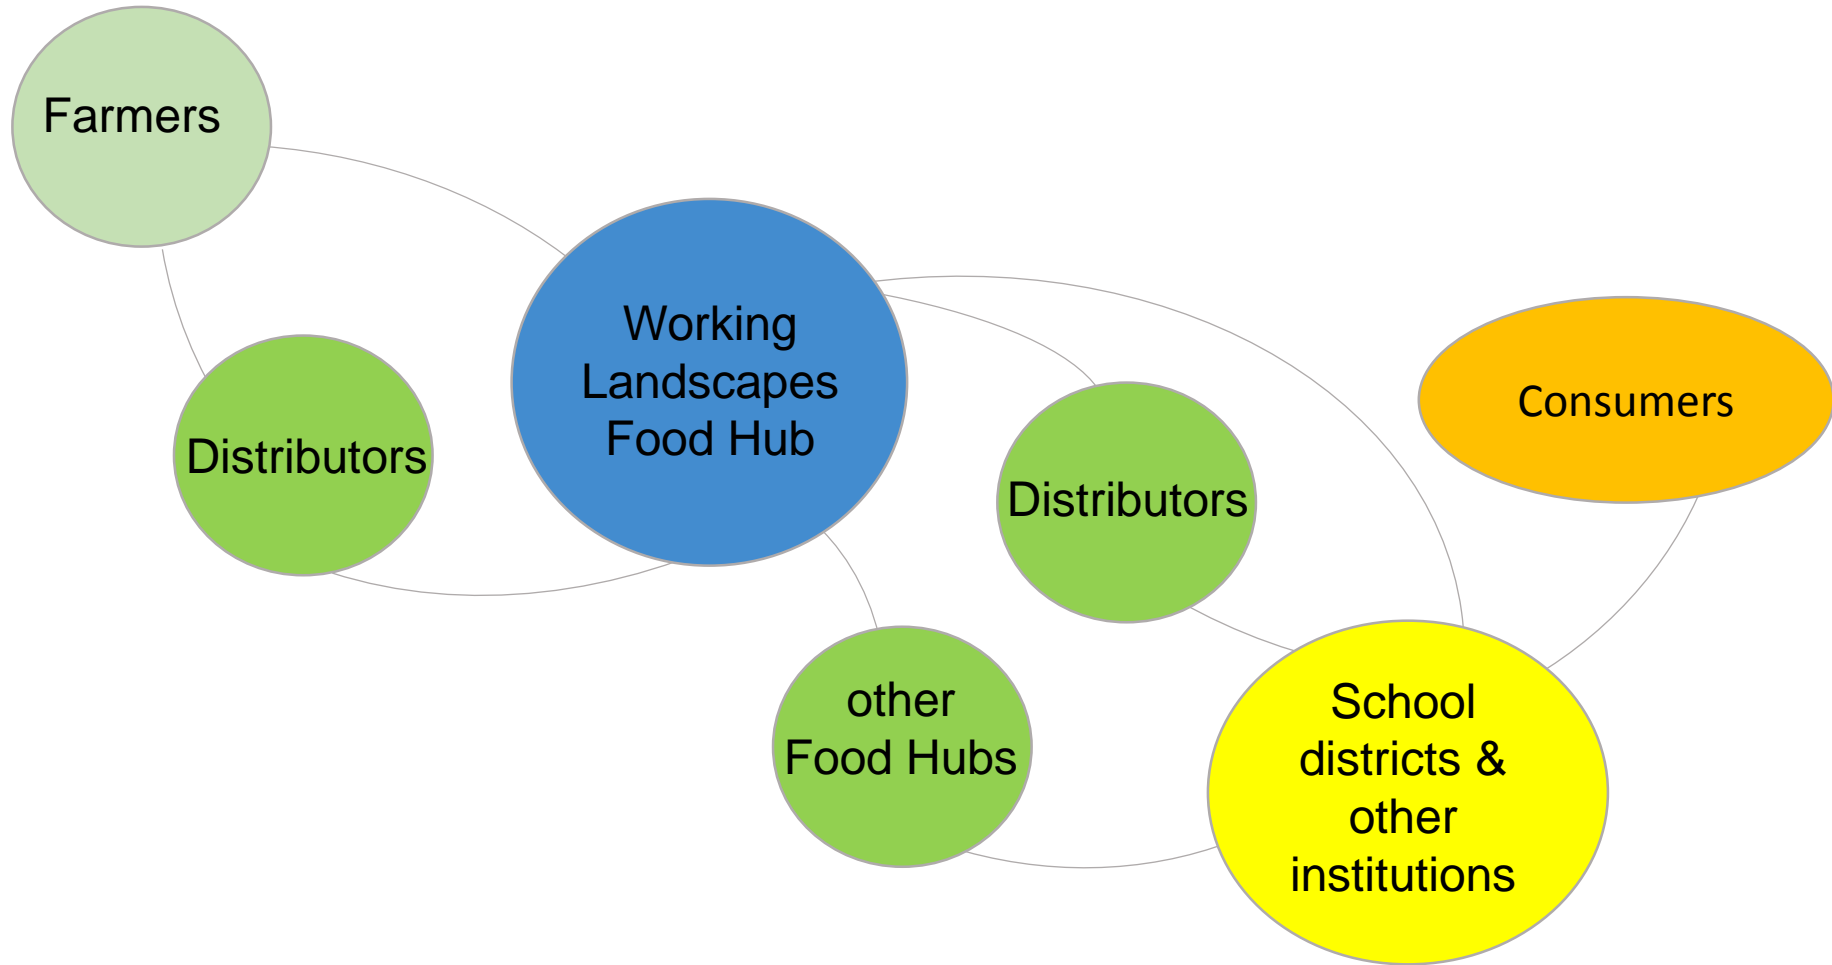 Farmers
Distributors
Working
Landscapes
Food Hub
Distributors
Consumers
other
Food Hubs
School
districts &
other
institutions